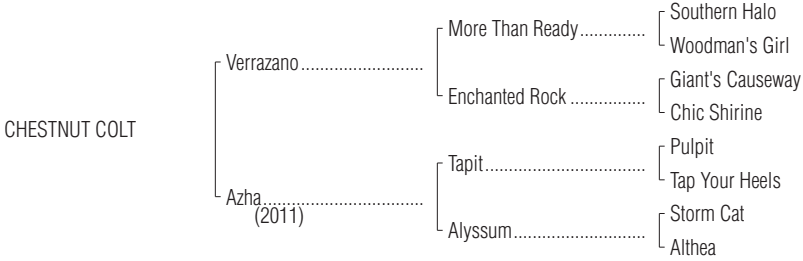 Southern Halo
More Than Ready..............
Woodman's Girl
Verrazano.........................
Giant's Causeway
Enchanted Rock................
Chic Shirine
CHESTNUT COLT
Pulpit
Tapit..................................
Tap Your Heels
Azha.................................
(2011)
Storm Cat
Alyssum............................
Althea